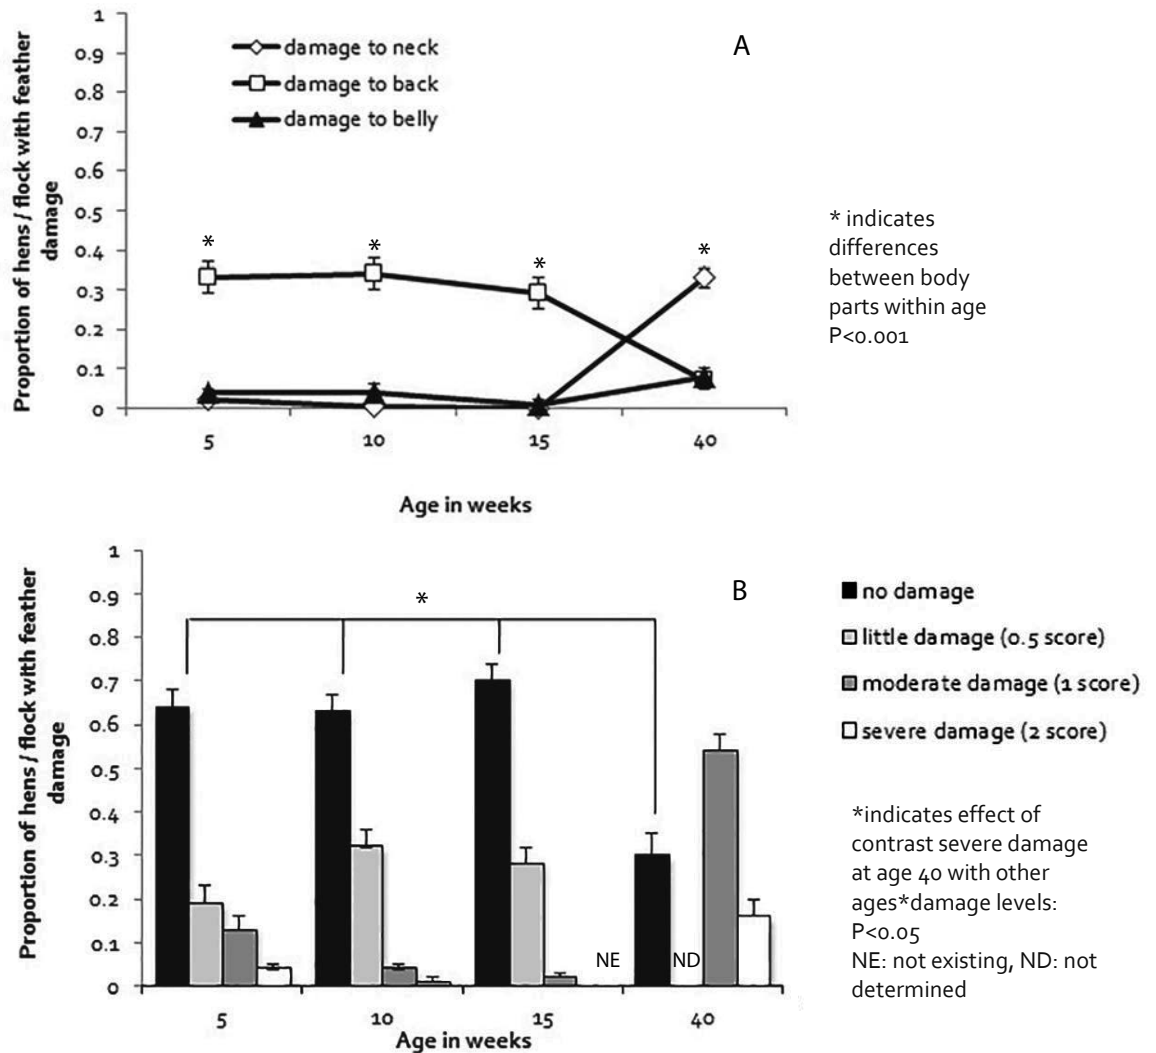 1
0.9
0.8
0.7
0.6
0.5
0.4
0.3
0.2
0.1
0
Proportion of hens / flock with feather
damage
damage to neck
damage to back
damage to belly
A
* * * *
5 10 15 40
Age in weeks
* indicates
differences
between body
parts within age
P<0.001
1
0.9
0.8
0.7
0.6
0.5
0.4
0.3
0.2
0.1
0
Proportion of hens / flock with feather
damage
*
B
NE
ND
5 10 15 40
Age in weeks
no damage
little damage (0.5 score)
moderate damage (1 score)
severe damage (2 score)
*indicates effect of
contrast severe damage
at age 40 with other
ages*damage levels:
P<0.05
NE: not existing, ND: not
determined